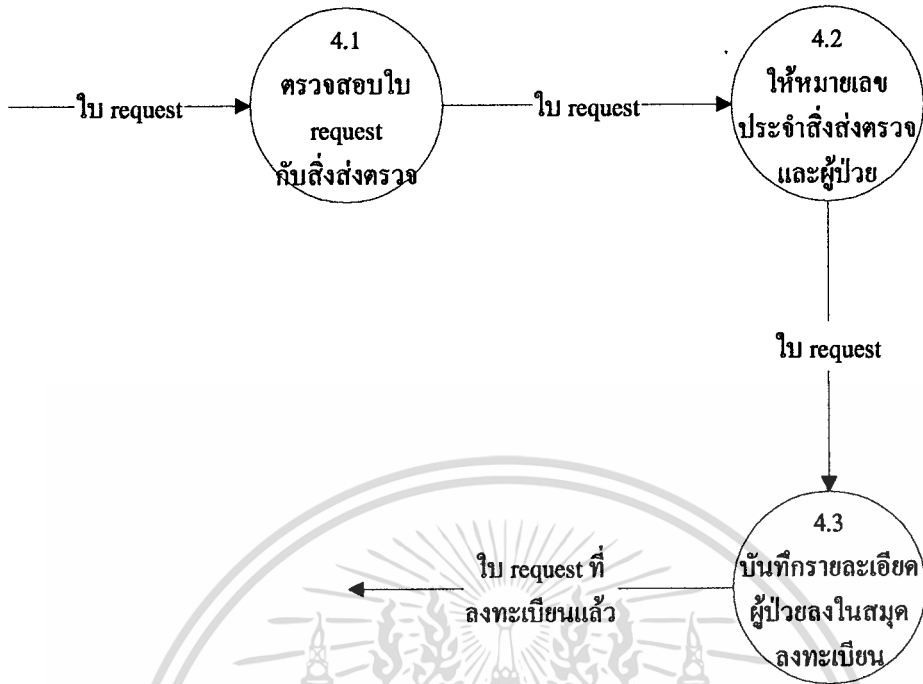 ใบ request
4.1
ตรวจสอบใบ
request
กับสิ่งส่งตรวจ
ใบ request
4.2
ให้หมายเลข
ประจำสิ่งส่งตรวจ
และผู้ป่วย
ใบ request
4.3
บันทึกรายละเอียด
ผู้ป่วยลงในสมุด
ลงทะเบียน
ใบ request ที่
ลงทะเบียนแล้ว